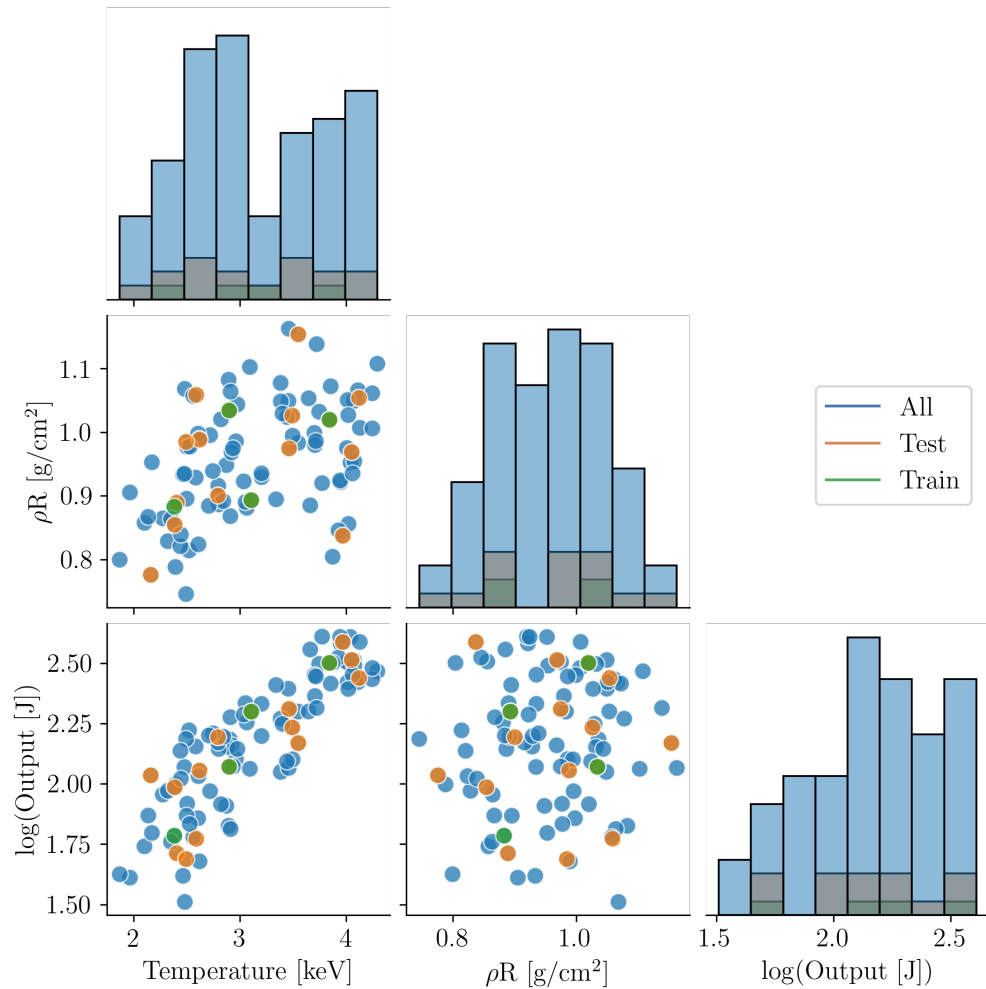 1.1
1.0
0.9
0.8
ρR [g/cm²]
All
Test
Train
2.50
2.25
2.00
1.75
1.50
log(Output [J])
2 3 4
0.8 1.0
1.5 2.0 2.5
Temperature [keV]
ρR [g/cm²]
log(Output [J])